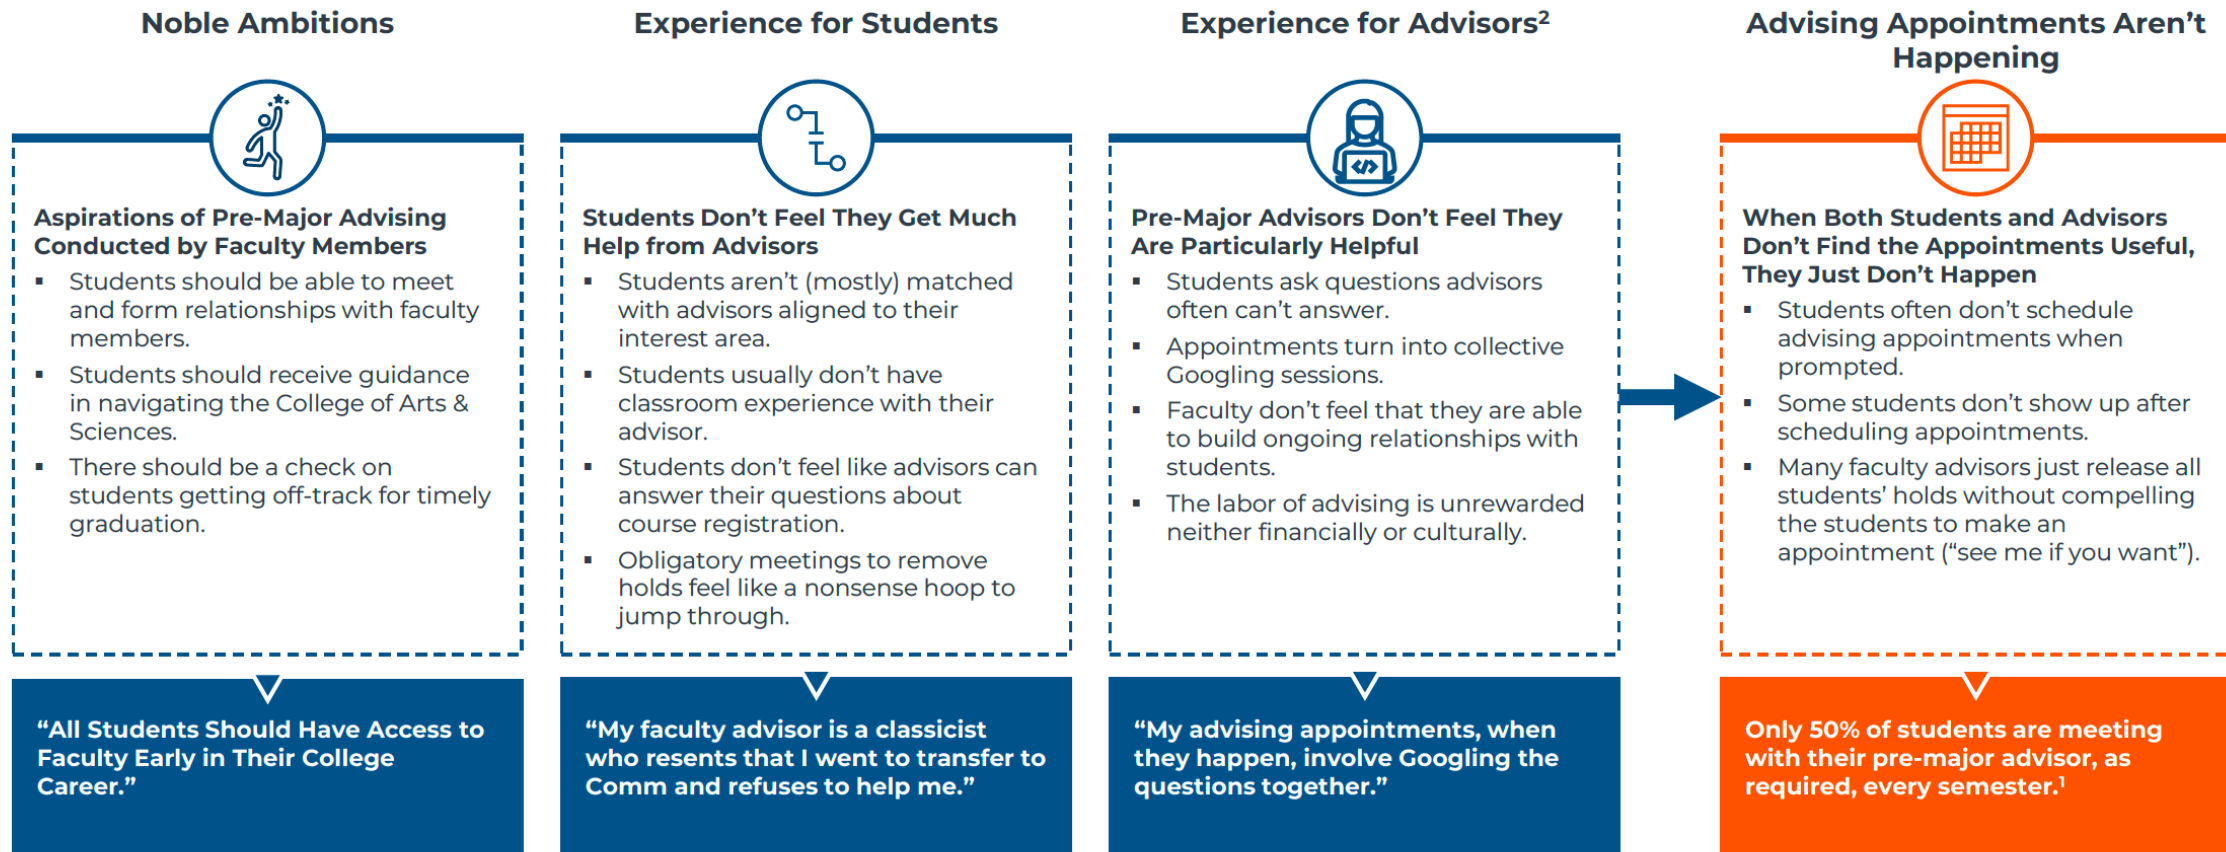 Noble Ambitions
Aspirations of Pre-Major Advising
Conducted by Faculty Members
▪ Students should be able to meet
and form relationships with faculty
members.
▪ Students should receive guidance
in navigating the College of Arts &
Sciences.
▪ There should be a check on
students getting off-track for timely
graduation.
“All Students Should Have Access to
Faculty Early in Their College
Career.”
Experience for Students
Students Don’t Feel They Get Much
Help from Advisors
▪ Students aren’t (mostly) matched
with advisors aligned to their
interest area.
▪ Students usually don’t have
classroom experience with their
advisor.
▪ Students don’t feel like advisors can
answer their questions about
course registration.
▪ Obligatory meetings to remove
holds feel like a nonsense hoop to
jump through.
“My faculty advisor is a classicist
who resents that I went to transfer to
Comm and refuses to help me.”
Experience for Advisors²
</>
Pre-Major Advisors Don’t Feel They
Are Particularly Helpful
▪ Students ask questions advisors
often can’t answer.
▪ Appointments turn into collective
Googling sessions.
▪ Faculty don’t feel that they are able
to build ongoing relationships with
students.
▪ The labor of advising is unrewarded
neither financially or culturally.
“My advising appointments, when
they happen, involve Googling the
questions together.”
Advising Appointments Aren’t
Happening
When Both Students and Advisors
Don’t Find the Appointments Useful,
They Just Don’t Happen
▪ Students often don’t schedule
advising appointments when
prompted.
▪ Some students don’t show up after
scheduling appointments.
▪ Many faculty advisors just release all
students’ holds without compelling
the students to make an
appointment (“see me if you want”).
Only 50% of students are meeting
with their pre-major advisor, as
required, every semester.¹